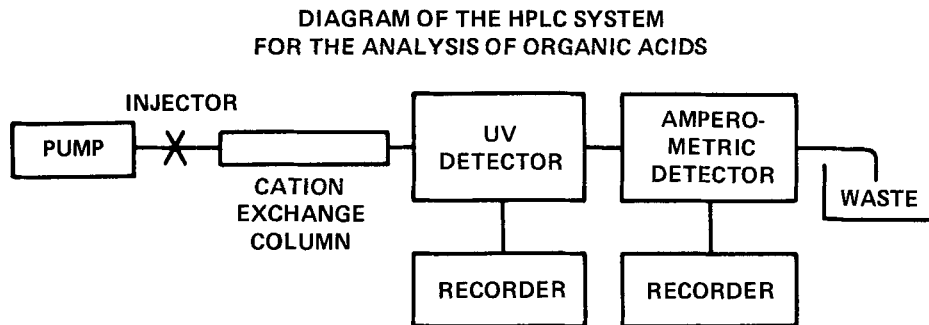 DIAGRAM OF THE HPLC SYSTEM
FOR THE ANALYSIS OF ORGANIC ACIDS
INJECTOR
PUMP
CATION
EXCHANGE
COLUMN
UV
DETECTOR
AMPERO-
METRIC
DETECTOR
WASTE
RECORDER
RECORDER